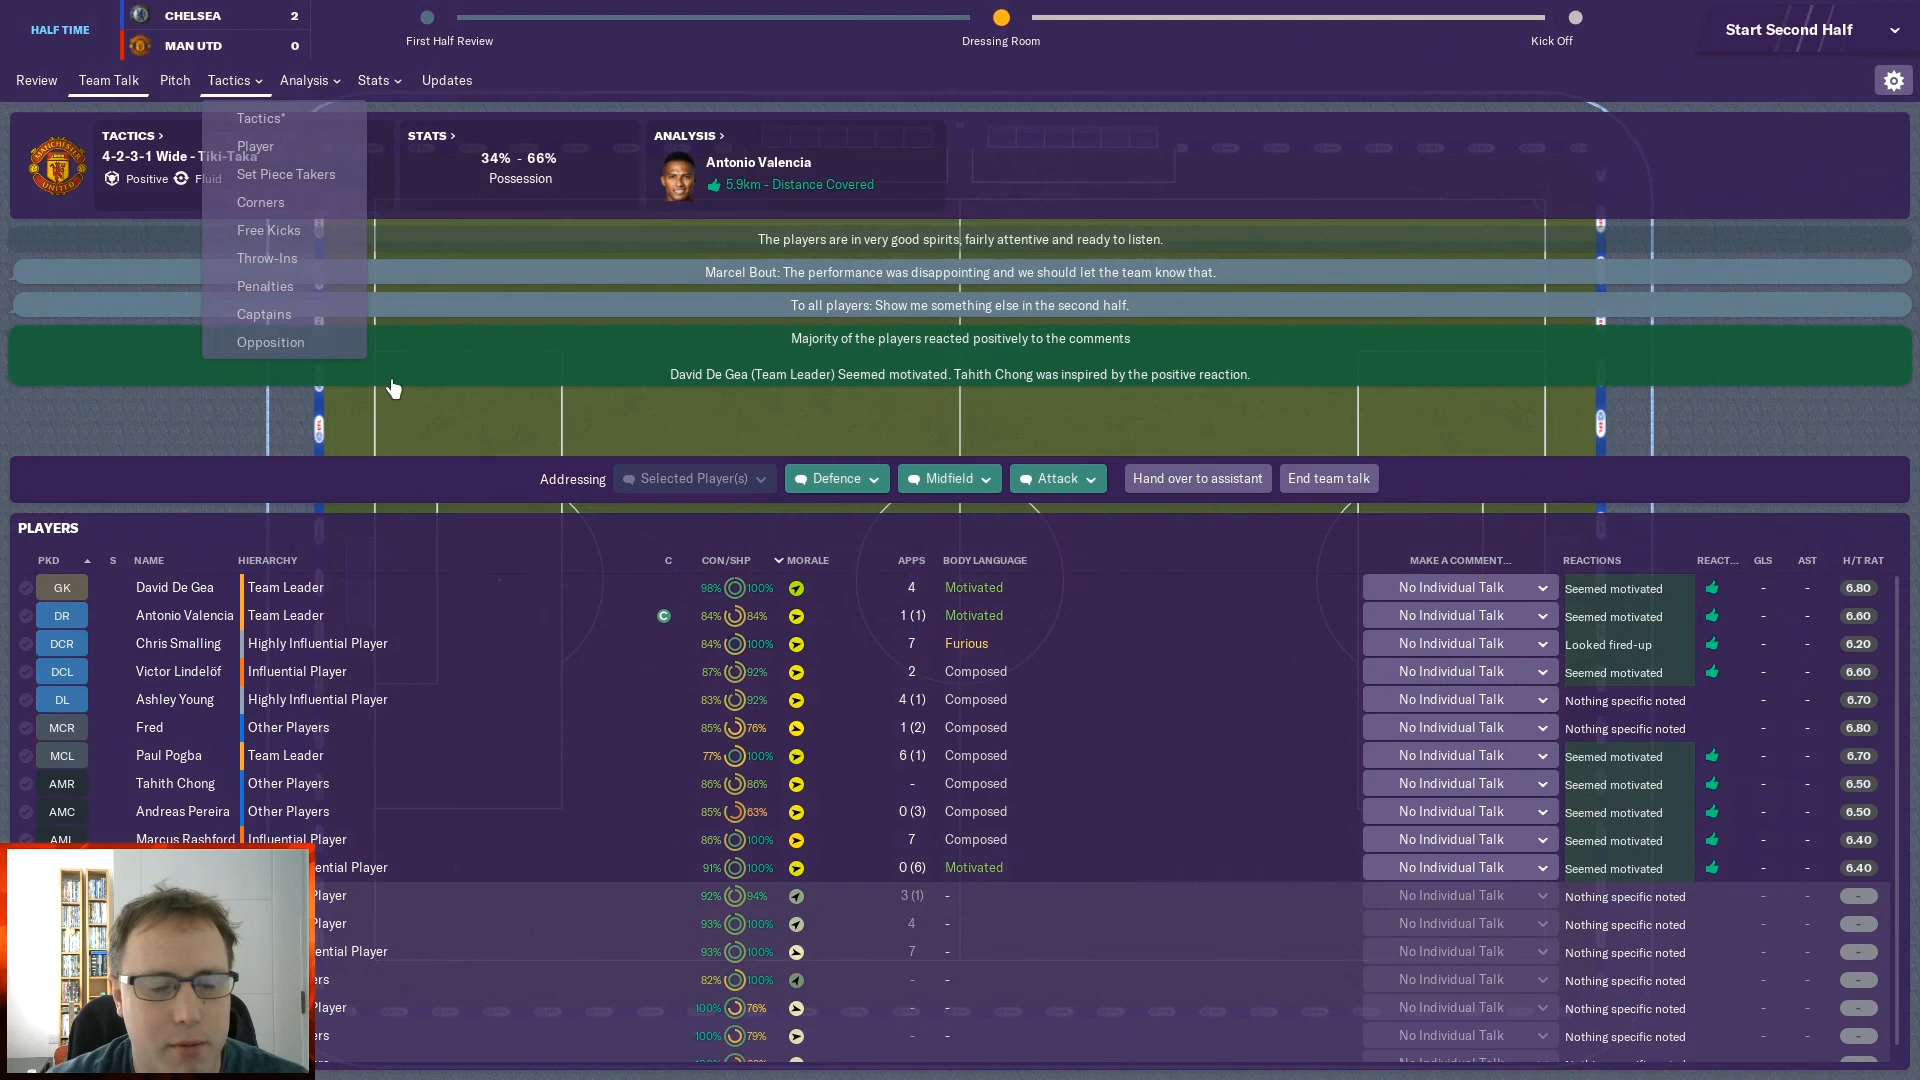 HALF TIME
CHELSEA 2
MAN UTD 0
First Half Review
Dressing Room
Kick Off
Start Second Half
Review Team Talk Pitch Tactics Analysis Stats Updates
Tactics*
Player
Set Piece Takers
Corners
Free Kicks
Throw-Ins
Penalties
Captains
Opposition
TACTICS >
4-2-3-1 Wide - Tiki-Taka
Positive Fluid
STATS >
34% - 66%
Possession
ANALYSIS >
Antonio Valencia
5.9km - Distance Covered
The players are in very good spirits, fairly attentive and ready to listen.
Marcel Bout: The performance was disappointing and we should let the team know that.
To all players: Show me something else in the second half.
Majority of the players reacted positively to the comments
David De Gea (Team Leader) Seemed motivated. Tahith Chong was inspired by the positive reaction.
Addressing Selected Player(s) Defence Midfield Attack Hand over to assistant End team talk
PLAYERS
PKD S NAME HIERARCHY C CON/SHP MORALE APPS BODY LANGUAGE MAKE A COMMENT... REACTIONS REACT... GLS AST H/T RAT
GK David De Gea Team Leader 98% 100% 4 Motivated No Individual Talk Seemed motivated - - 6.80
DR Antonio Valencia Team Leader C 84% 84% 1 (1) Motivated No Individual Talk Seemed motivated - - 6.60
DCR Chris Smalling Highly Influential Player 84% 100% 7 Furious No Individual Talk Looked fired-up - - 6.20
DCL Victor Lindelöf Influential Player 87% 92% 2 Composed No Individual Talk Seemed motivated - - 6.60
DL Ashley Young Highly Influential Player 83% 92% 4 (1) Composed No Individual Talk Nothing specific noted - - 6.70
MCR Fred Other Players 85% 76% 1 (2) Composed No Individual Talk Nothing specific noted - - 6.80
MCL Paul Pogba Team Leader 77% 100% 6 (1) Composed No Individual Talk Seemed motivated - - 6.70
AMR Tahith Chong Other Players 86% 86% - Composed No Individual Talk Seemed motivated - - 6.50
AMC Andreas Pereira Other Players 85% 63% 0 (3) Composed No Individual Talk Seemed motivated - - 6.50
AML Marcus Rashford Influential Player 86% 100% 7 Composed No Individual Talk Seemed motivated - - 6.40
ential Player 91% 100% 0 (6) Motivated No Individual Talk Seemed motivated - - 6.40
Player 92% 94% 3 (1) - No Individual Talk Nothing specific noted - - -
Player 93% 100% 4 - No Individual Talk Nothing specific noted - - -
ential Player 93% 100% 7 - No Individual Talk Nothing specific noted - - -
ers 82% 100% - - No Individual Talk Nothing specific noted - - -
Player 100% 76% - - No Individual Talk Nothing specific noted - - -
ers 100% 79% - - No Individual Talk Nothing specific noted - - -